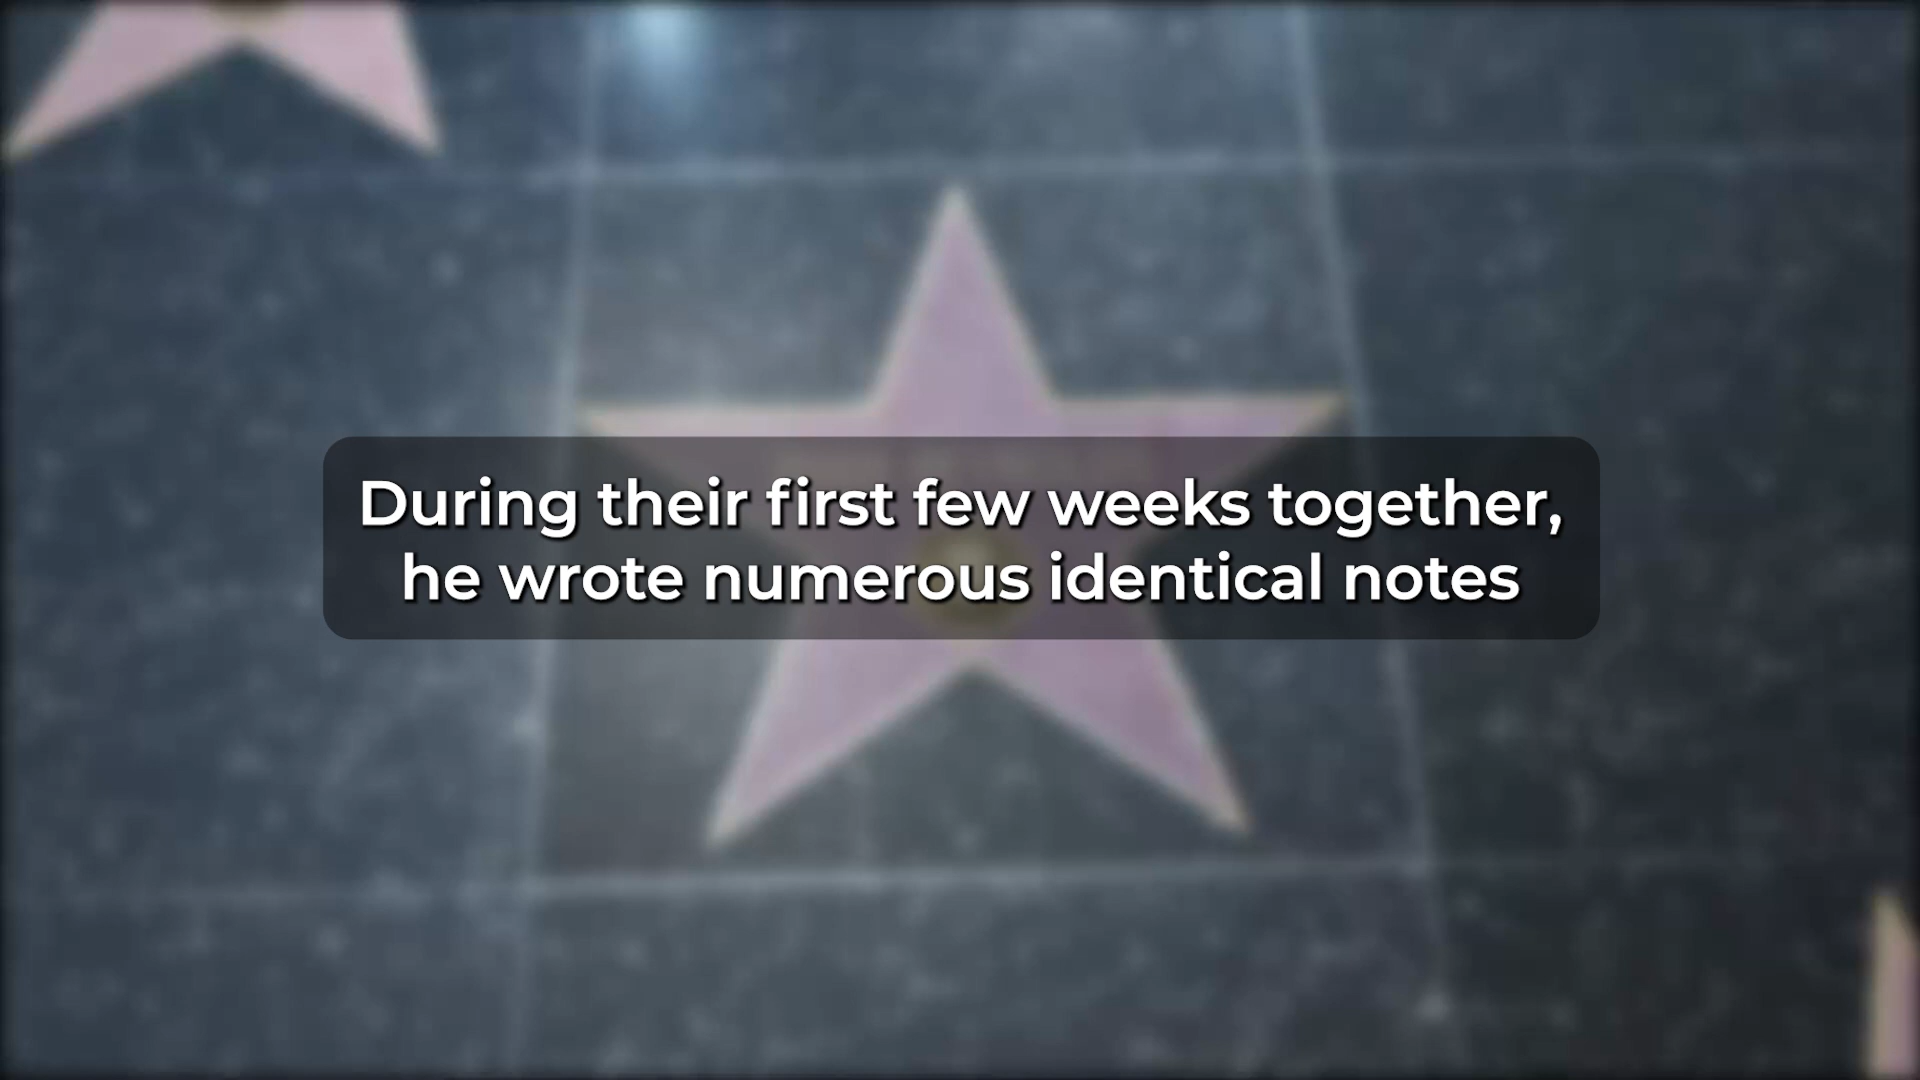 During their first few weeks together,
he wrote numerous identical notes